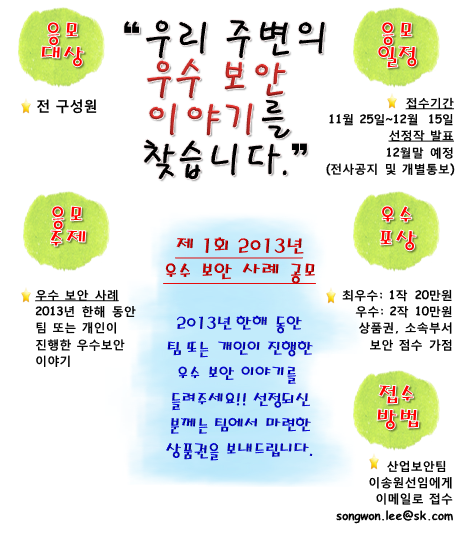 응모
대상
전 구성원
“우리 주변의
우수 보안
이야기를
찾습니다.”
응모
일정
접수기간
11월 25일~12월 15일
선정작 발표
12월말 예정
(전사공지 및 개별통보)
응모
주제
우수 보안 사례
2013년 한해 동안
팀 또는 개인이
진행한 우수보안
이야기
제 1회 2013년
우수 보안 사례 공모
2013년 한해 동안
팀 또는 개인이 진행한
우수 보안 이야기를
들려주세요!! 선정되신
분께는 팀에서 마련한
상품권을 보내드립니다.
우수
포상
최우수: 1작 20만원
우수: 2작 10만원
상품권, 소속부서
보안 점수 가점
접수
방법
산업보안팀
이송원선임에게
이메일로 접수
songwon.lee@sk.com